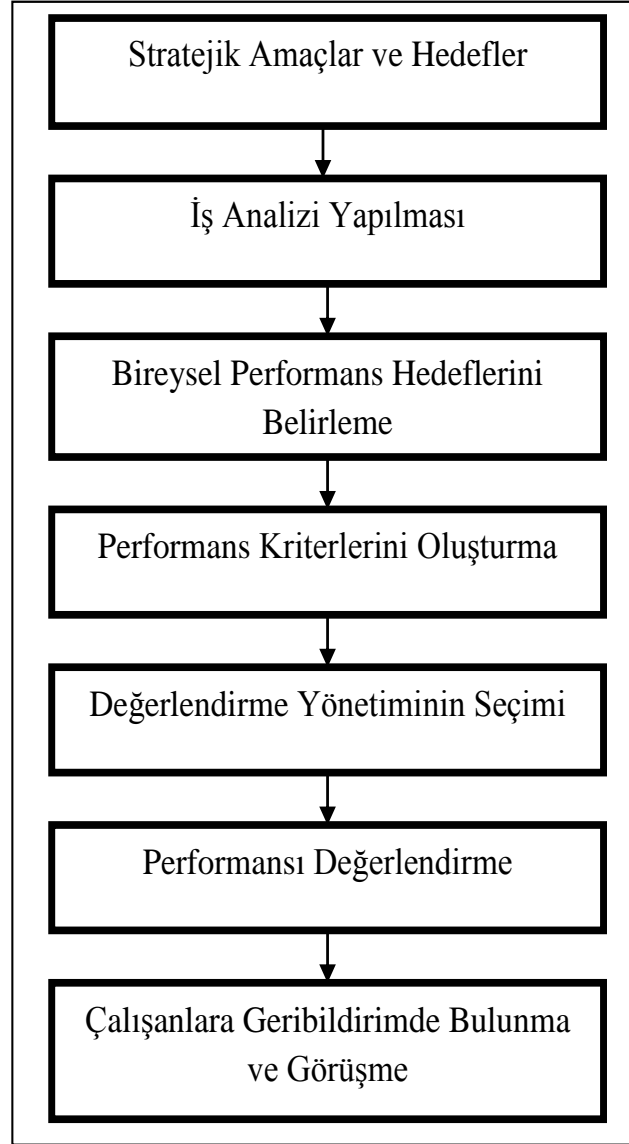 Stratejik Amaçlar ve Hedefler
İş Analizi Yapılması
Bireysel Performans Hedeflerini
Belirleme
Performans Kriterlerini Oluşturma
Değerlendirme Yönetiminin Seçimi
Performansı Değerlendirme
Çalışanlara Geribildirimde Bulunma
ve Görüşme